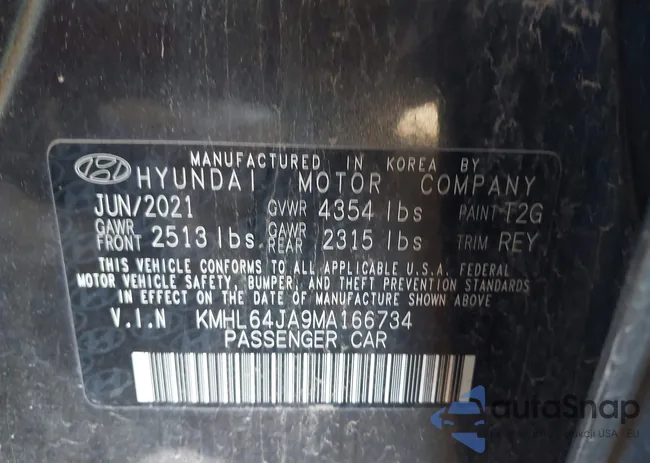 MANUFACTURED IN KOREA BY
HYUNDAI MOTOR COMPANY
JUN/2021 GVWR 4354 lbs PAINT T2G
GAWR FRONT 2513 lbs. GAWR REAR 2315 lbs TRIM REY
THIS VEHICLE CONFORMS TO ALL APPLICABLE U.S.A. FEDERAL
MOTOR VEHICLE SAFETY, BUMPER, AND THEFT PREVENTION STANDARDS
IN EFFECT ON THE DATE OF MANUFACTURE SHOWN ABOVE
V.I.N KMHL64JA9MA166734
PASSENGER CAR
autoSnap
USA
EU